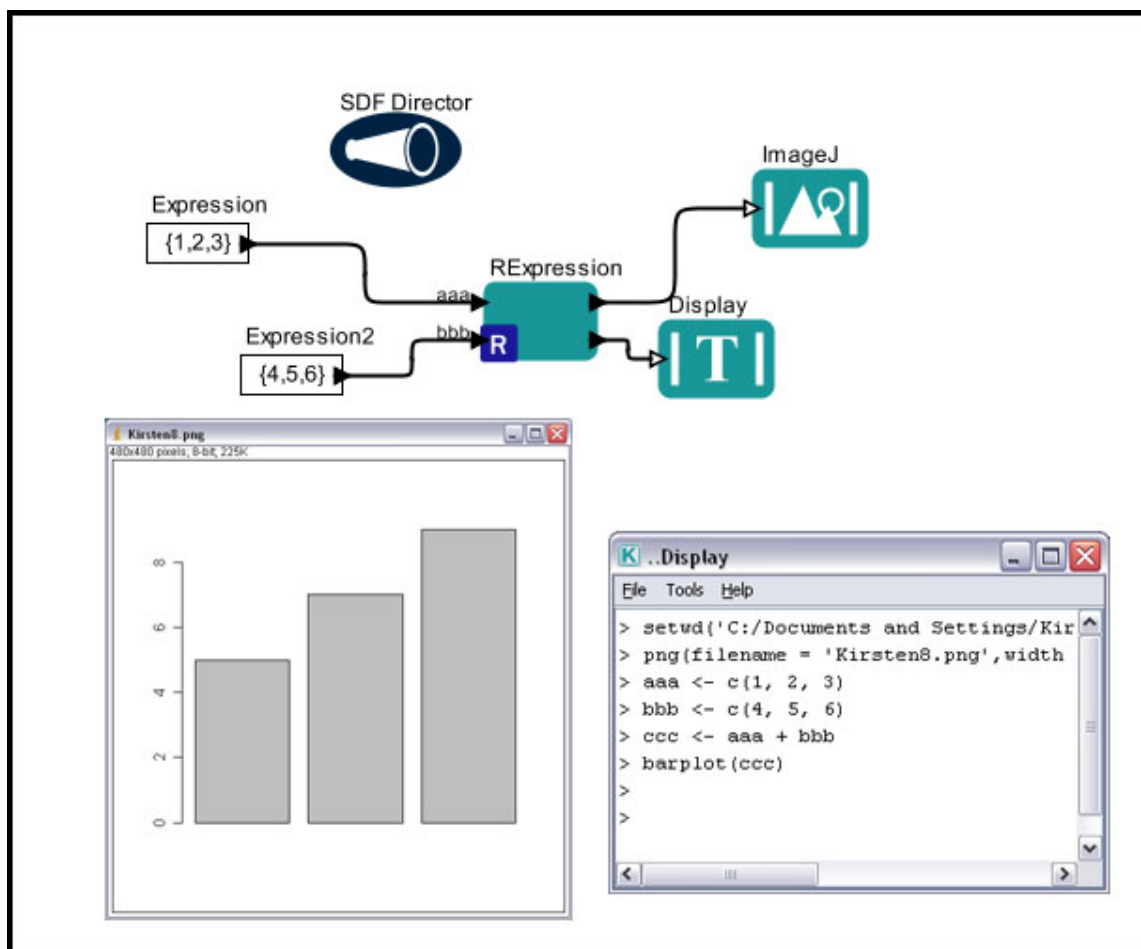 SDF Director
ImageJ
Expression
{1,2,3}
RExpression
aaa
Display
bbb
R
T
Expression2
{4,5,6}
Kirsten8.png
480x480 pixels; 8-bit; 225K
0 2 4 6 8
K ..Display
File Tools Help
> setwd('C:/Documents and Settings/Kir
> png(filename = 'Kirsten8.png',width
> aaa <- c(1, 2, 3)
> bbb <- c(4, 5, 6)
> ccc <- aaa + bbb
> barplot(ccc)
>
>